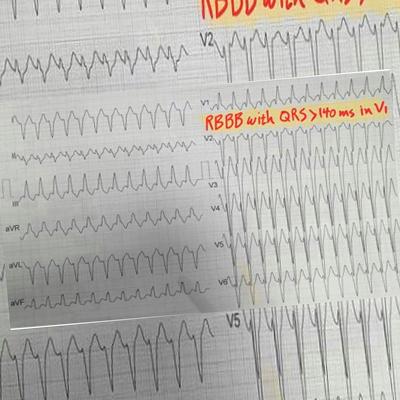 RBBB with QRS
V2
V1
RBBB with QRS>140 ms in V1
V2
II
III
V3
aVR
V4
aVL
V5
aVF
V6
V5